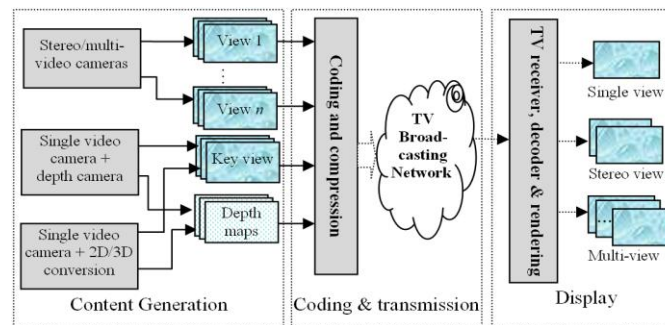 Stereo/multi-
video cameras
Single video
camera +
depth camera
Single video
camera + 2D/3D
conversion
View 1
View n
Key view
Depth
maps
Content Generation
Coding and compression
TV
Broad-
casting
Network
Coding & transmission
TV receiver,
decoder & rendering
Single view
Stereo view
Multi-view
Display